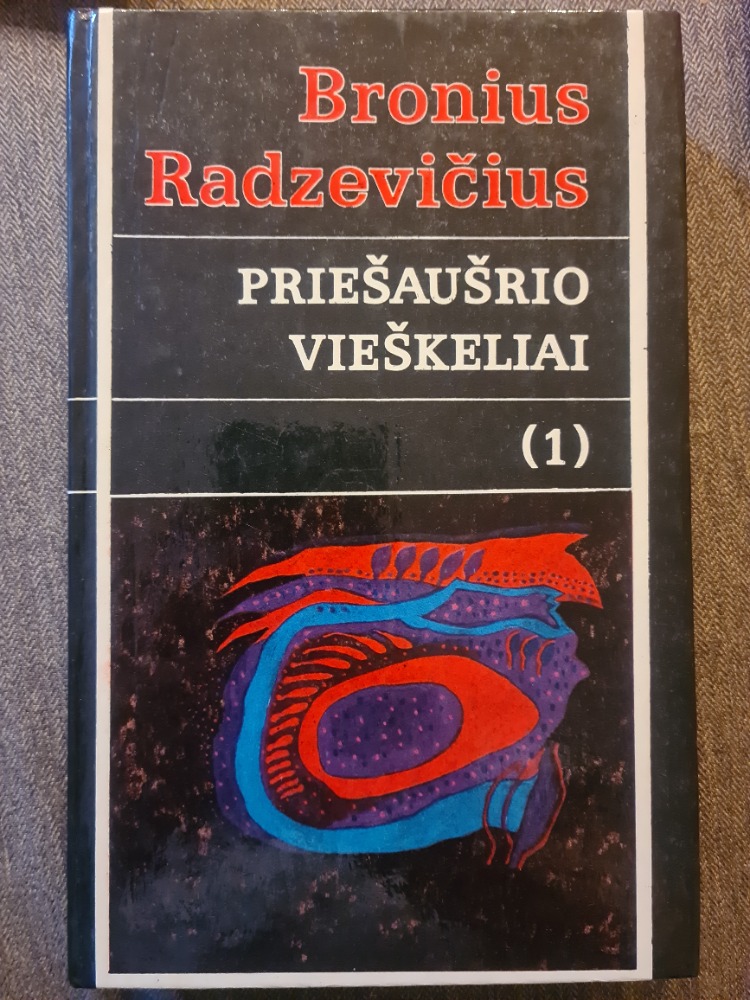 Bronius
Radzevičius
PRIEŠAUŠRIO
VIEŠKELIAI
(1)